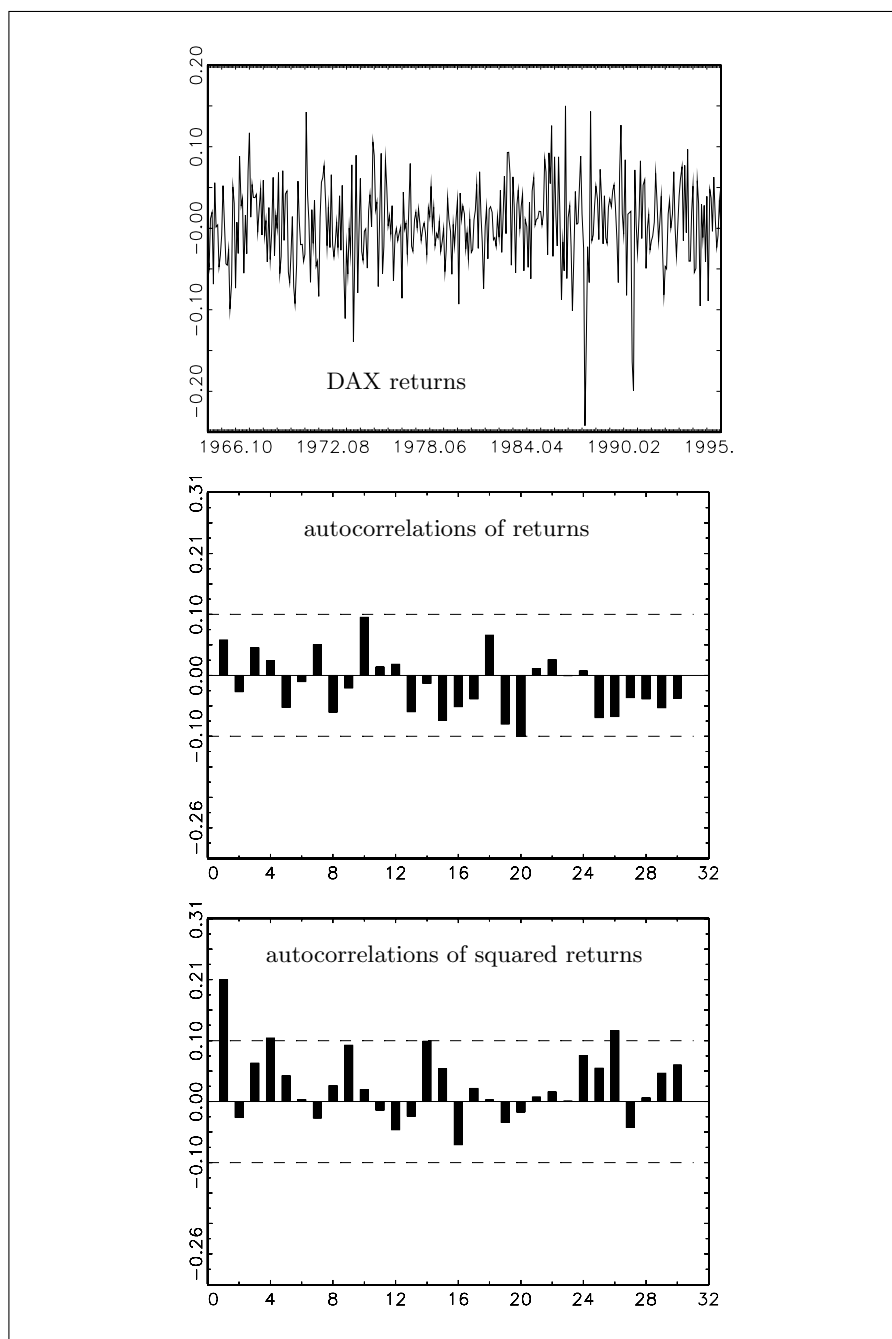 0.20
0.10
−0.00
−0.10
−0.20
DAX returns
1966.10 1972.08 1978.06 1984.04 1990.02 1995.
0.31
0.21
0.10
0.00
−0.10
−0.26
autocorrelations of returns
0 4 8 12 16 20 24 28 32
0.31
0.21
0.10
0.00
−0.10
−0.26
autocorrelations of squared returns
0 4 8 12 16 20 24 28 32